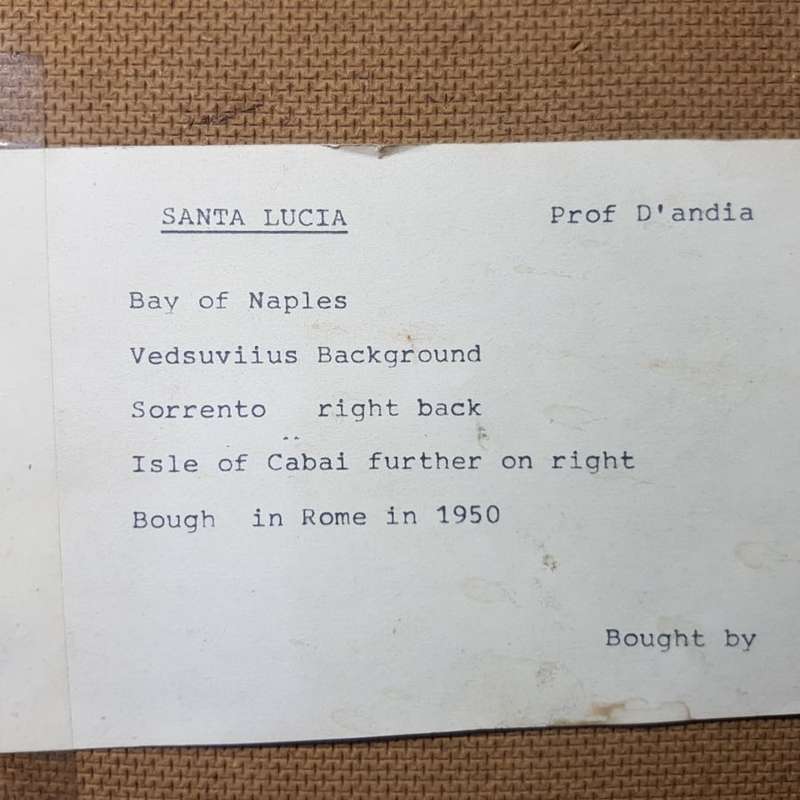 SANTA LUCIA Prof D'andia
Bay of Naples
Vedsuviius Background
Sorrento right back
Isle of Cabai further on right
Bough in Rome in 1950
Bought by